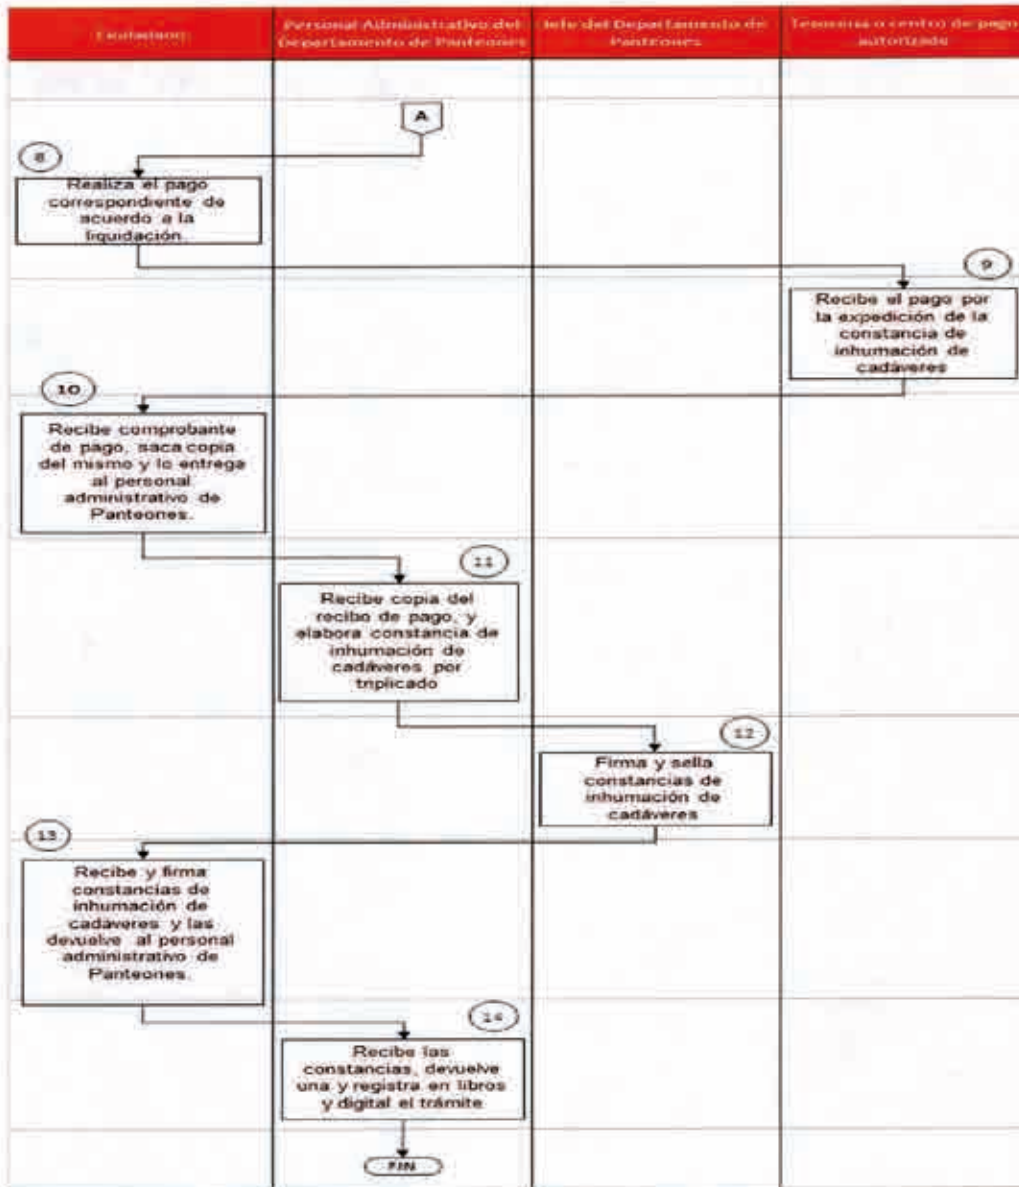 Ciudadano
Personal Administrativo del
Departamento de Panteones
Jefe del Departamento de
Panteones
Tesorería o centro de pago
autorizado
A
8
Realiza el pago
correspondiente de
acuerdo a la
liquidación.
9
Recibe el pago por
la expedición de la
constancia de
inhumación de
cadáveres
10
Recibe comprobante
de pago, saca copia
del mismo y lo entrega
al personal
administrativo de
Panteones.
11
Recibe copia del
recibo de pago, y
elabora constancia de
inhumación de
cadáveres por
triplicado
12
Firma y sella
constancias de
inhumación de
cadáveres
13
Recibe y firma
constancias de
inhumación de
cadáveres y las
devuelve al personal
administrativo de
Panteones.
14
Recibe las
constancias, devuelve
una y registra en libros
y digital el trámite
FIN